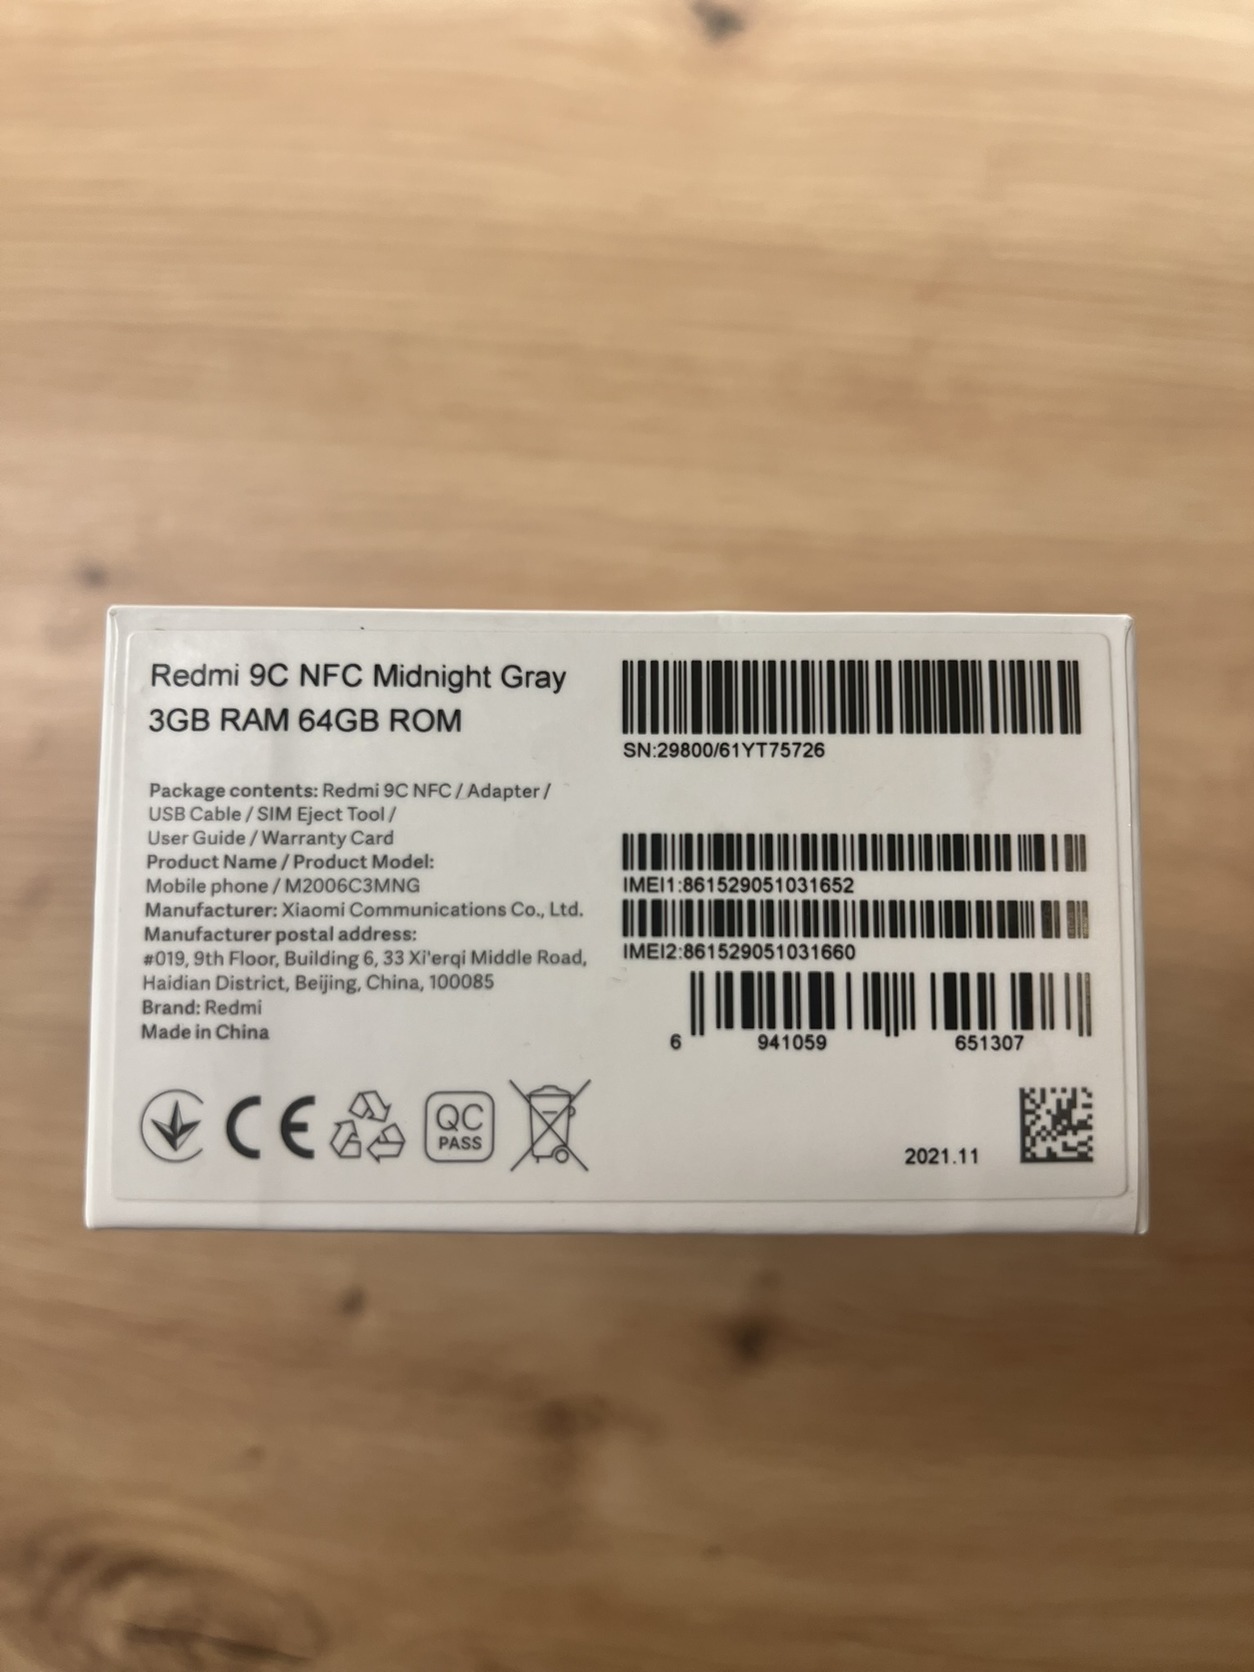 Redmi 9C NFC Midnight Gray
3GB RAM 64GB ROM
Package contents: Redmi 9C NFC / Adapter /
USB Cable / SIM Eject Tool /
User Guide / Warranty Card
Product Name / Product Model:
Mobile phone / M2006C3MNG
Manufacturer: Xiaomi Communications Co., Ltd.
Manufacturer postal address:
#019, 9th Floor, Building 6, 33 Xi'erqi Middle Road,
Haidian District, Beijing, China, 100085
Brand: Redmi
Made in China
CE
QC
PASS
SN:29800/61YT75726
IMEI1:861529051031652
IMEI2:861529051031660
6 941059 651307
2021.11